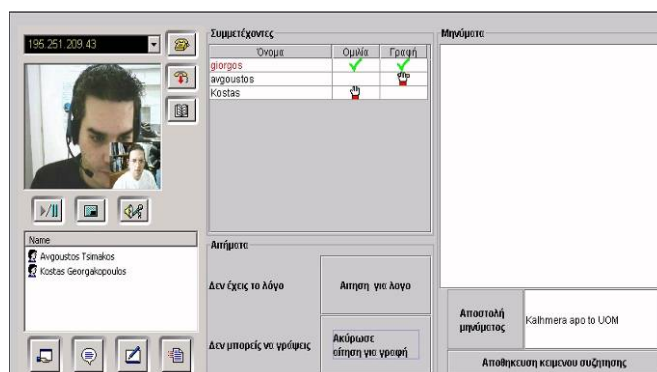 195.251.209.43
Name
Avgoustos Tsimakos
Kostas Georgakopoulos
Συμμετέχοντες
Όνομα Ομιλία Γραφή
giorgos
avgoustos
Kostas
Αιτήματα
Δεν έχεις το λόγο
Αιτηση για λογο
Δεν μπορείς να γράψεις
Ακύρωσε
αίτηση για γραφή
Μηνύματα
Αποστολή
μηνύματος
Kalhmera apo to UOM
Αποθηκευση κειμενου συζητησης